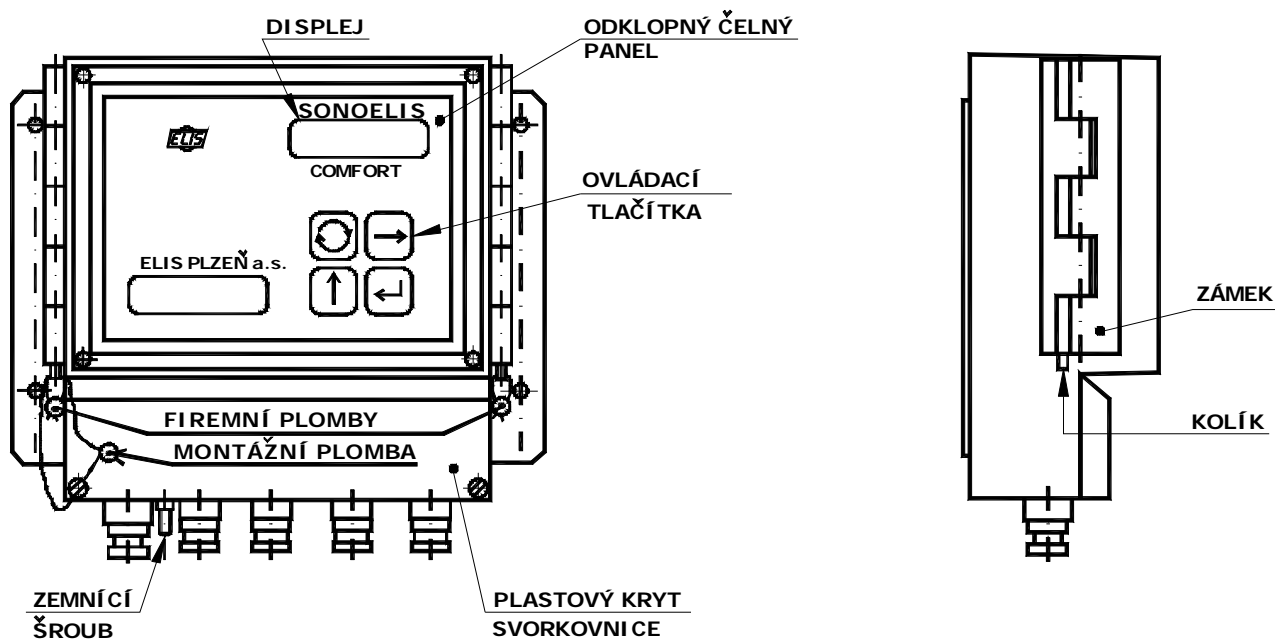 DISPLEJ
ODKLOPNÝ ČELNÝ
PANEL
SONOELIS
ELIS
COMFORT
OVLÁDACÍ
TLAČÍTKA
ELIS PLZEŇ a.s.
ZÁMEK
FIREMNÍ PLOMBY
KOLÍK
MONTÁŽNÍ PLOMBA
ZEMNÍCÍ
ŠROUB
PLASTOVÝ KRYT
SVORKOVNICE